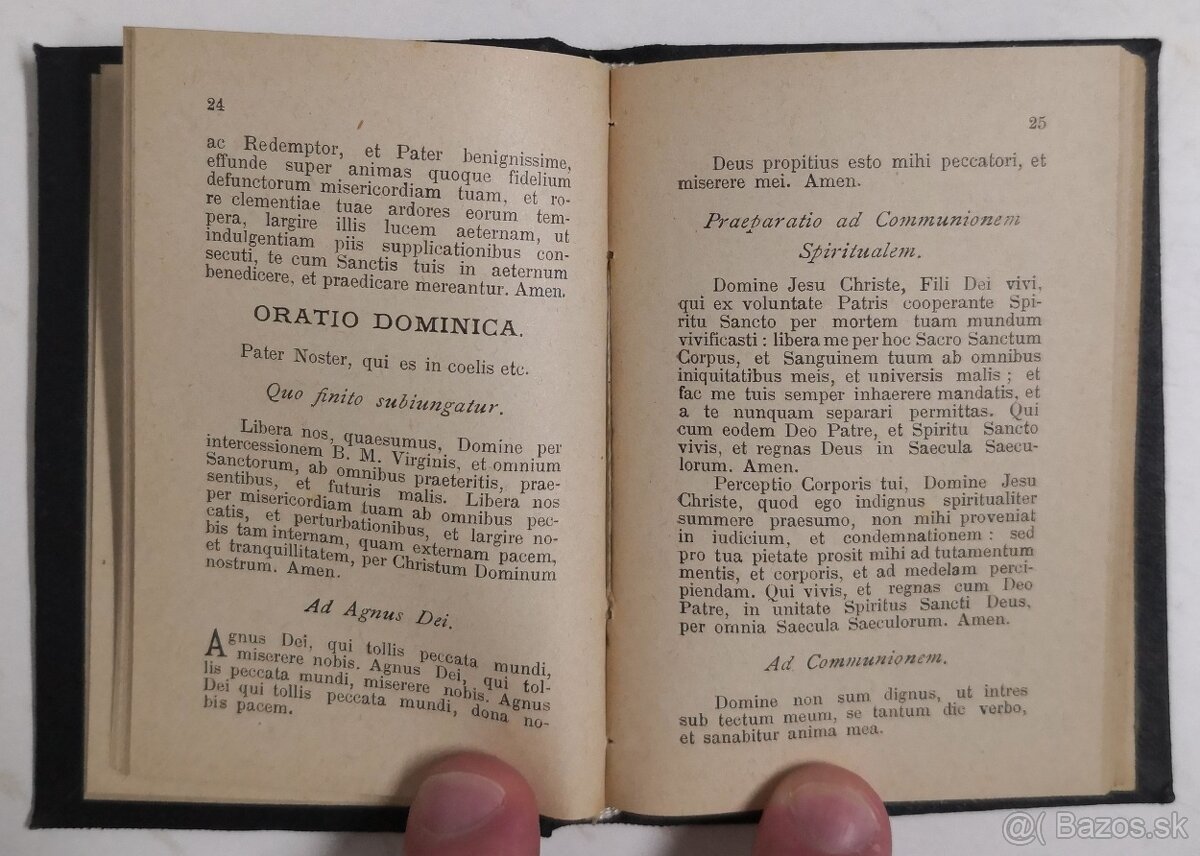 24
ac Redemptor, et Pater benignissime,
effunde super animas quoque fidelium
defunctorum misericordiam tuam, et ro-
re clementiae tuae ardores eorum tem-
pera, largire illis lucem aeternam, ut
indulgentiam piis supplicationibus con-
secuti, te cum Sanctis tuis in aeternum
benedicere, et praedicare mereantur. Amen.
ORATIO DOMINICA.
Pater Noster, qui es in coelis etc.
Quo finito subiungatur.
Libera nos, quaesumus, Domine per
intercessionem B. M. Virginis, et omnium
Sanctorum, ab omnibus praeteritis, prae-
sentibus, et futuris malis. Libera nos
per misericordiam tuam ab omnibus pec-
catis, et perturbationibus, et largire no-
bis tam internam, quam externam pacem,
et tranquillitatem, per Christum Dominum
nostrum. Amen.
Ad Agnus Dei.
Agnus Dei, qui tollis peccata mundi,
miserere nobis. Agnus Dei, qui tol-
lis peccata mundi, miserere nobis. Agnus
Dei qui tollis peccata mundi, dona no-
bis pacem.
25
Deus propitius esto mihi peccatori, et
miserere mei. Amen.
Praeparatio ad Communionem
Spiritualem.
Domine Jesu Christe, Fili Dei vivi,
qui ex voluntate Patris cooperante Spi-
ritu Sancto per mortem tuam mundum
vivificasti : libera me per hoc Sacro Sanctum
Corpus, et Sanguinem tuum ab omnibus
iniquitatibus meis, et universis malis ; et
fac me tuis semper inhaerere mandatis, et
a te nunquam separari permittas. Qui
cum eodem Deo Patre, et Spiritu Sancto
vivis, et regnas Deus in Saecula Saecu-
lorum. Amen.
Perceptio Corporis tui, Domine Jesu
Christe, quod ego indignus spiritualiter
summere praesumo, non mihi proveniat
in iudicium, et condemnationem : sed
pro tua pietate prosit mihi ad tutamentum
mentis, et corporis, et ad medelam perci-
piendam. Qui vivis, et regnas cum Deo
Patre, in unitate Spiritus Sancti Deus,
per omnia Saecula Saeculorum. Amen.
Ad Communionem.
Domine non sum dignus, ut intres
sub tectum meum, se tantum dic verbo,
et sanabitur anima mea.
@( Bazos.sk